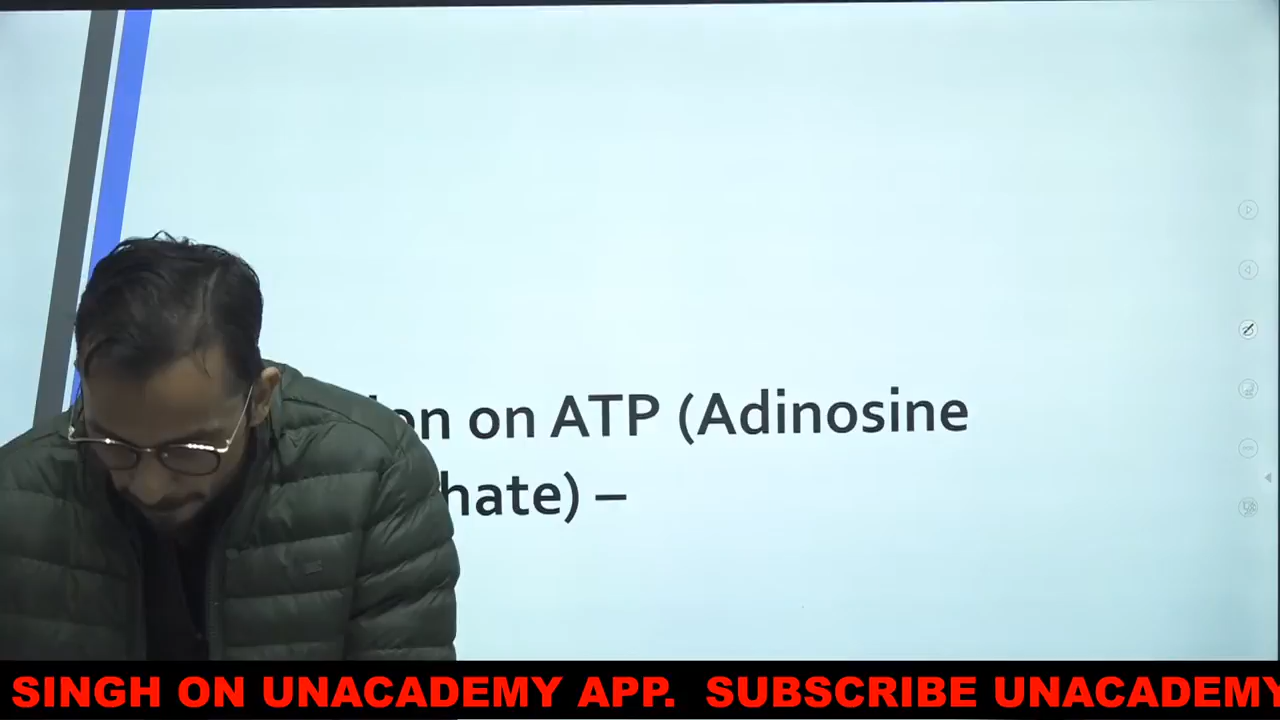 on on ATP (Adinosine
hate) –
SINGH ON UNACADEMY APP. SUBSCRIBE UNACADEMY